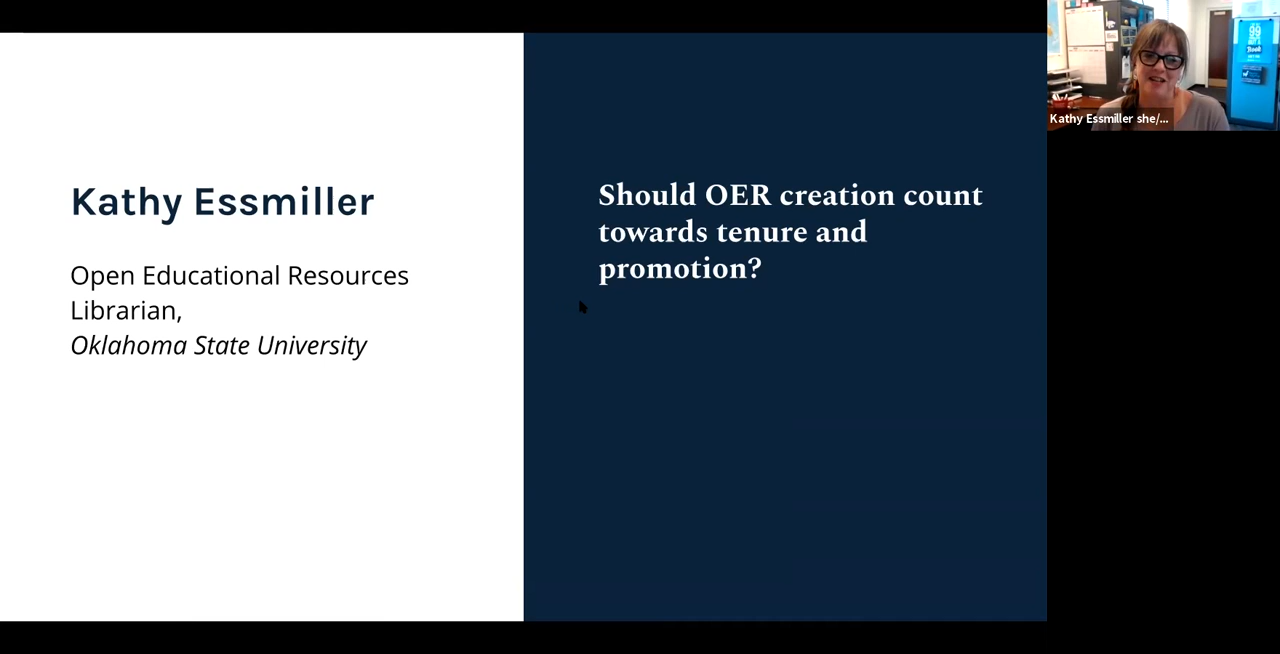 Kathy Essmiller
Open Educational Resources
Librarian,
Oklahoma State University
Should OER creation count
towards tenure and
promotion?
Kathy Essmiller she/...
99